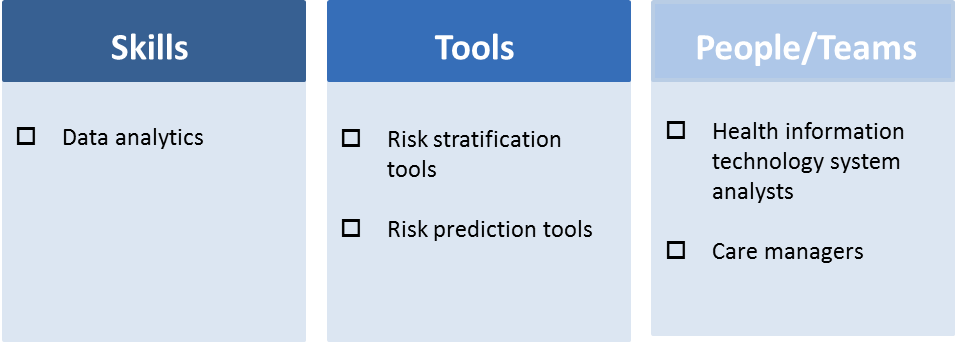 Skills
Data analytics
Tools
Risk stratification
tools
Risk prediction tools
People/Teams
Health information
technology system
analysts
Care managers